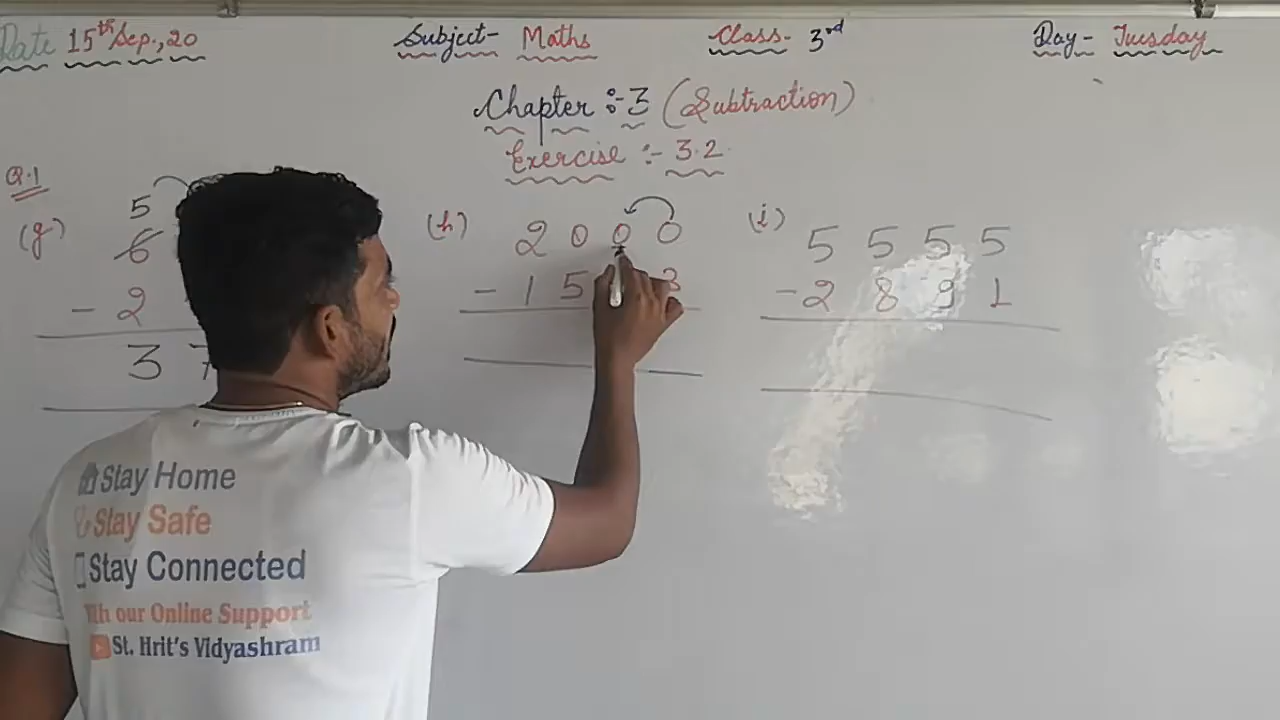 Date 15th Sep., 20 Subject- Maths Class- 3rd Day- Tuesday
Chapter :- 3 (Subtraction)
Exercise :- 3.2
Q.1
(g) 5 (h) 2 0 0 0 (i) 5 5 5 5
6
- 2 - 1 5 3 - 2 8 9 1
3 7
Stay Home
Stay Safe
Stay Connected
With our Online Support
St. Hrit's Vidyashram